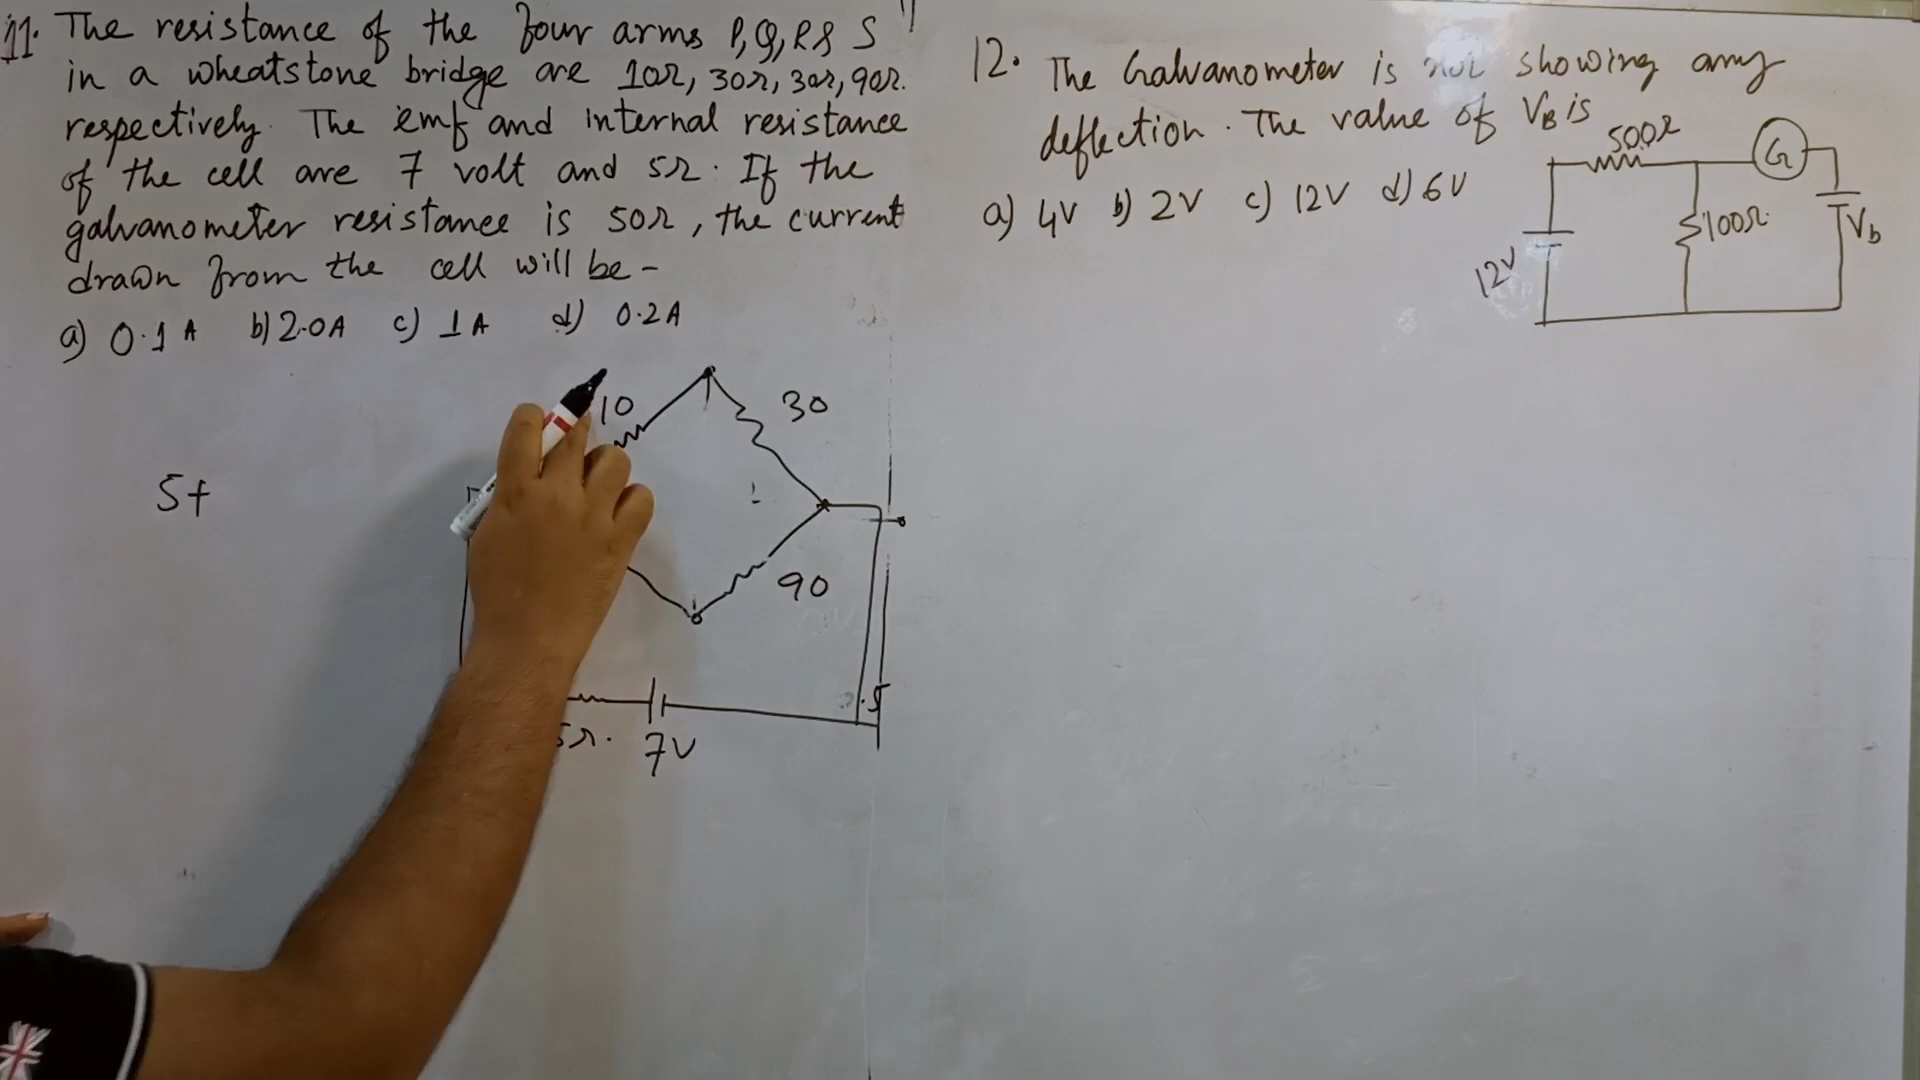 11. The resistance of the four arms P, Q, R & S
in a wheatstone bridge are 10Ω, 30Ω, 30Ω, 90Ω.
respectively. The emf and internal resistance
of the cell are 7 volt and 5Ω. If the
galvanometer resistance is 50Ω, the current
drawn from the cell will be -
a) 0.1 A b) 2.0A c) 1 A d) 0.2A
10
30
5+
90
5Ω.
7V
12. The Galvanometer is not showing any
deflection. The value of VB is
a) 4V b) 2V c) 12V d) 6V
500Ω
G
100Ω
Vb
12V